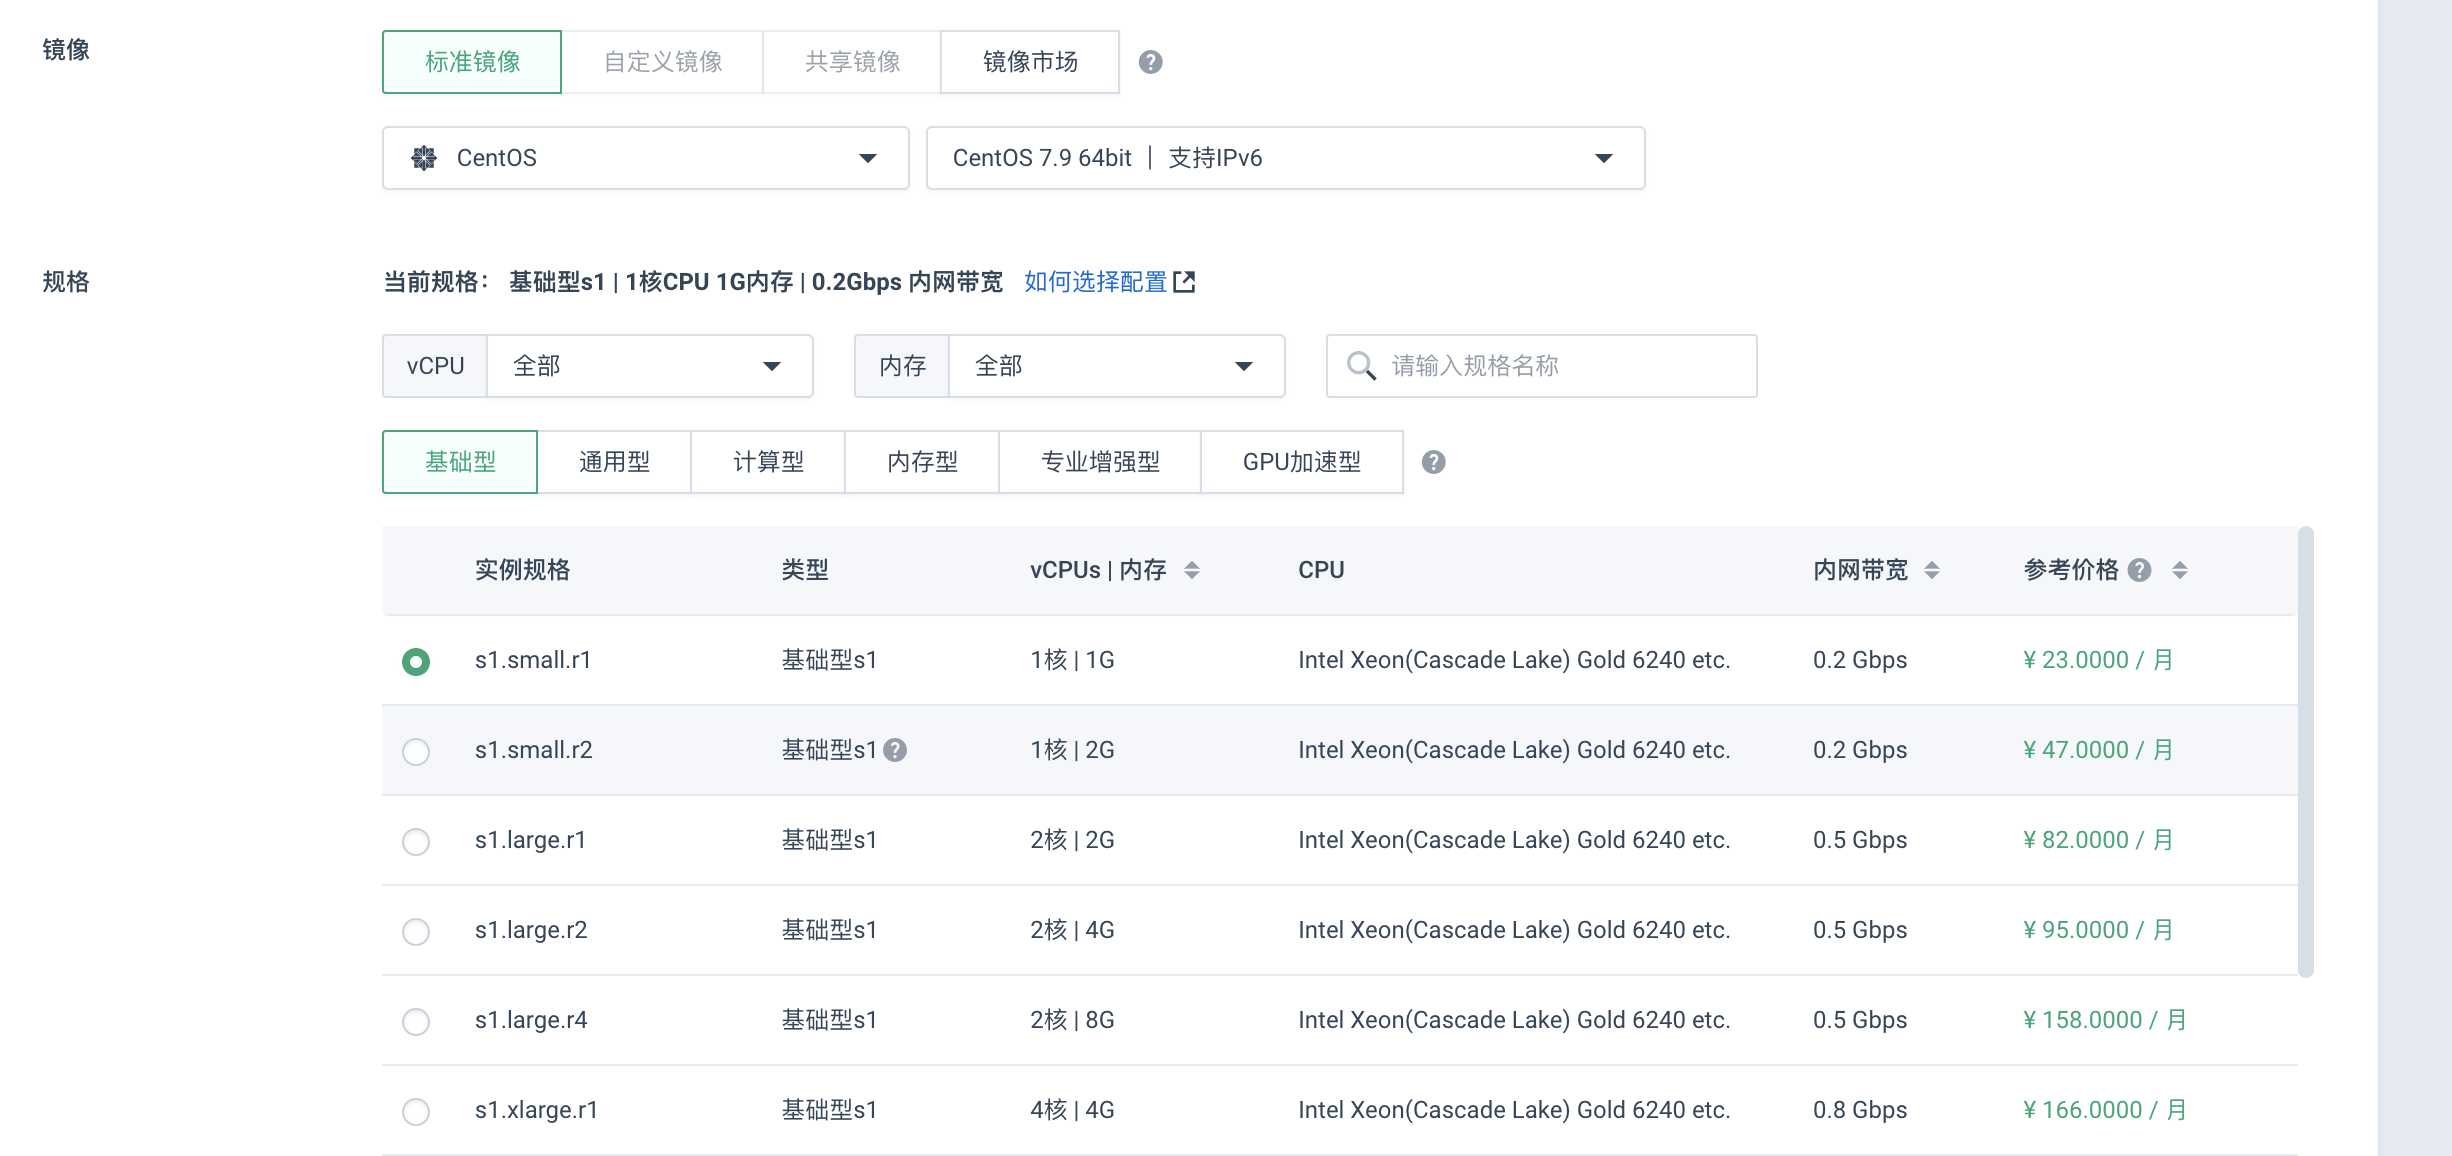 镜像
标准镜像 自定义镜像 共享镜像 镜像市场 ?
CentOS CentOS 7.9 64bit | 支持IPv6
规格
当前规格： 基础型s1 | 1核CPU 1G内存 | 0.2Gbps 内网带宽 如何选择配置
vCPU 全部 内存 全部 请输入规格名称
基础型 通用型 计算型 内存型 专业增强型 GPU加速型 ?
实例规格 类型 vCPUs | 内存 CPU 内网带宽 参考价格 ?
s1.small.r1 基础型s1 1核 | 1G Intel Xeon(Cascade Lake) Gold 6240 etc. 0.2 Gbps ¥ 23.0000 / 月
s1.small.r2 基础型s1 ? 1核 | 2G Intel Xeon(Cascade Lake) Gold 6240 etc. 0.2 Gbps ¥ 47.0000 / 月
s1.large.r1 基础型s1 2核 | 2G Intel Xeon(Cascade Lake) Gold 6240 etc. 0.5 Gbps ¥ 82.0000 / 月
s1.large.r2 基础型s1 2核 | 4G Intel Xeon(Cascade Lake) Gold 6240 etc. 0.5 Gbps ¥ 95.0000 / 月
s1.large.r4 基础型s1 2核 | 8G Intel Xeon(Cascade Lake) Gold 6240 etc. 0.5 Gbps ¥ 158.0000 / 月
s1.xlarge.r1 基础型s1 4核 | 4G Intel Xeon(Cascade Lake) Gold 6240 etc. 0.8 Gbps ¥ 166.0000 / 月